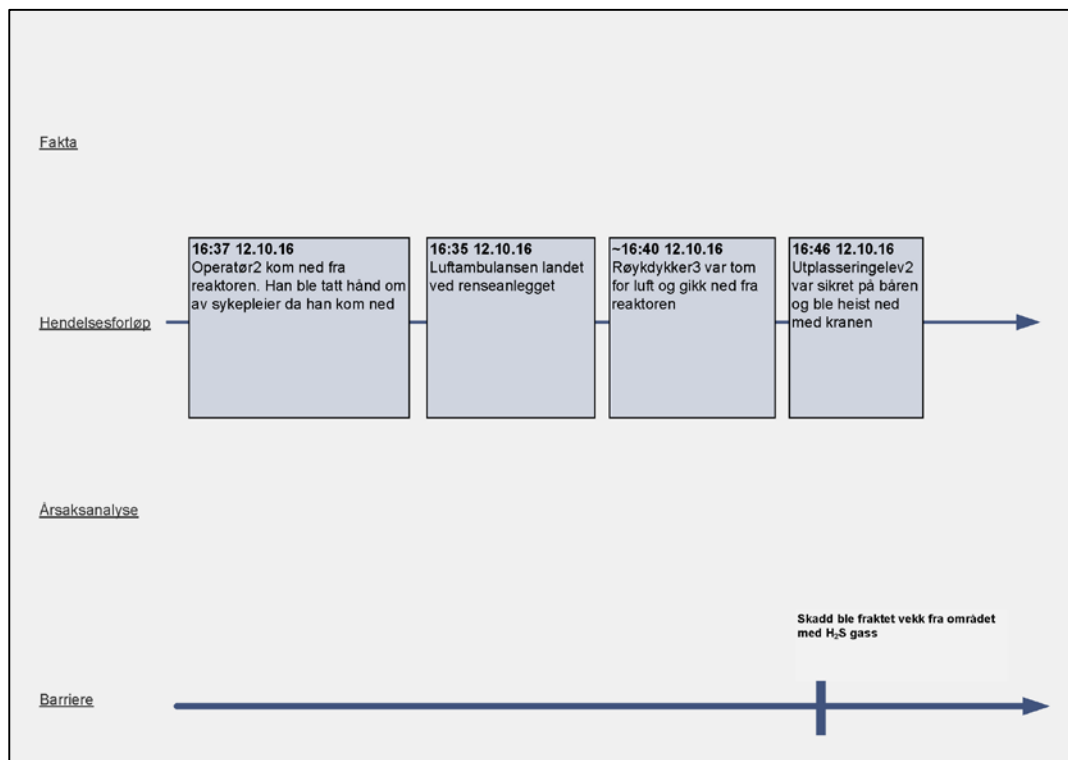 Fakta
16:37 12.10.16
Operatør2 kom ned fra
reaktoren. Han ble tatt hånd om
av sykepleier da han kom ned
16:35 12.10.16
Luftambulansen landet
ved renseanlegget
~16:40 12.10.16
Røykdykker3 var tom
for luft og gikk ned fra
reaktoren
16:46 12.10.16
Utplasseringelev2
var sikret på båren
og ble heist ned
med kranen
Hendelsesforløp
Årsaksanalyse
Skadd ble fraktet vekk fra området
med H₂S gass
Barriere